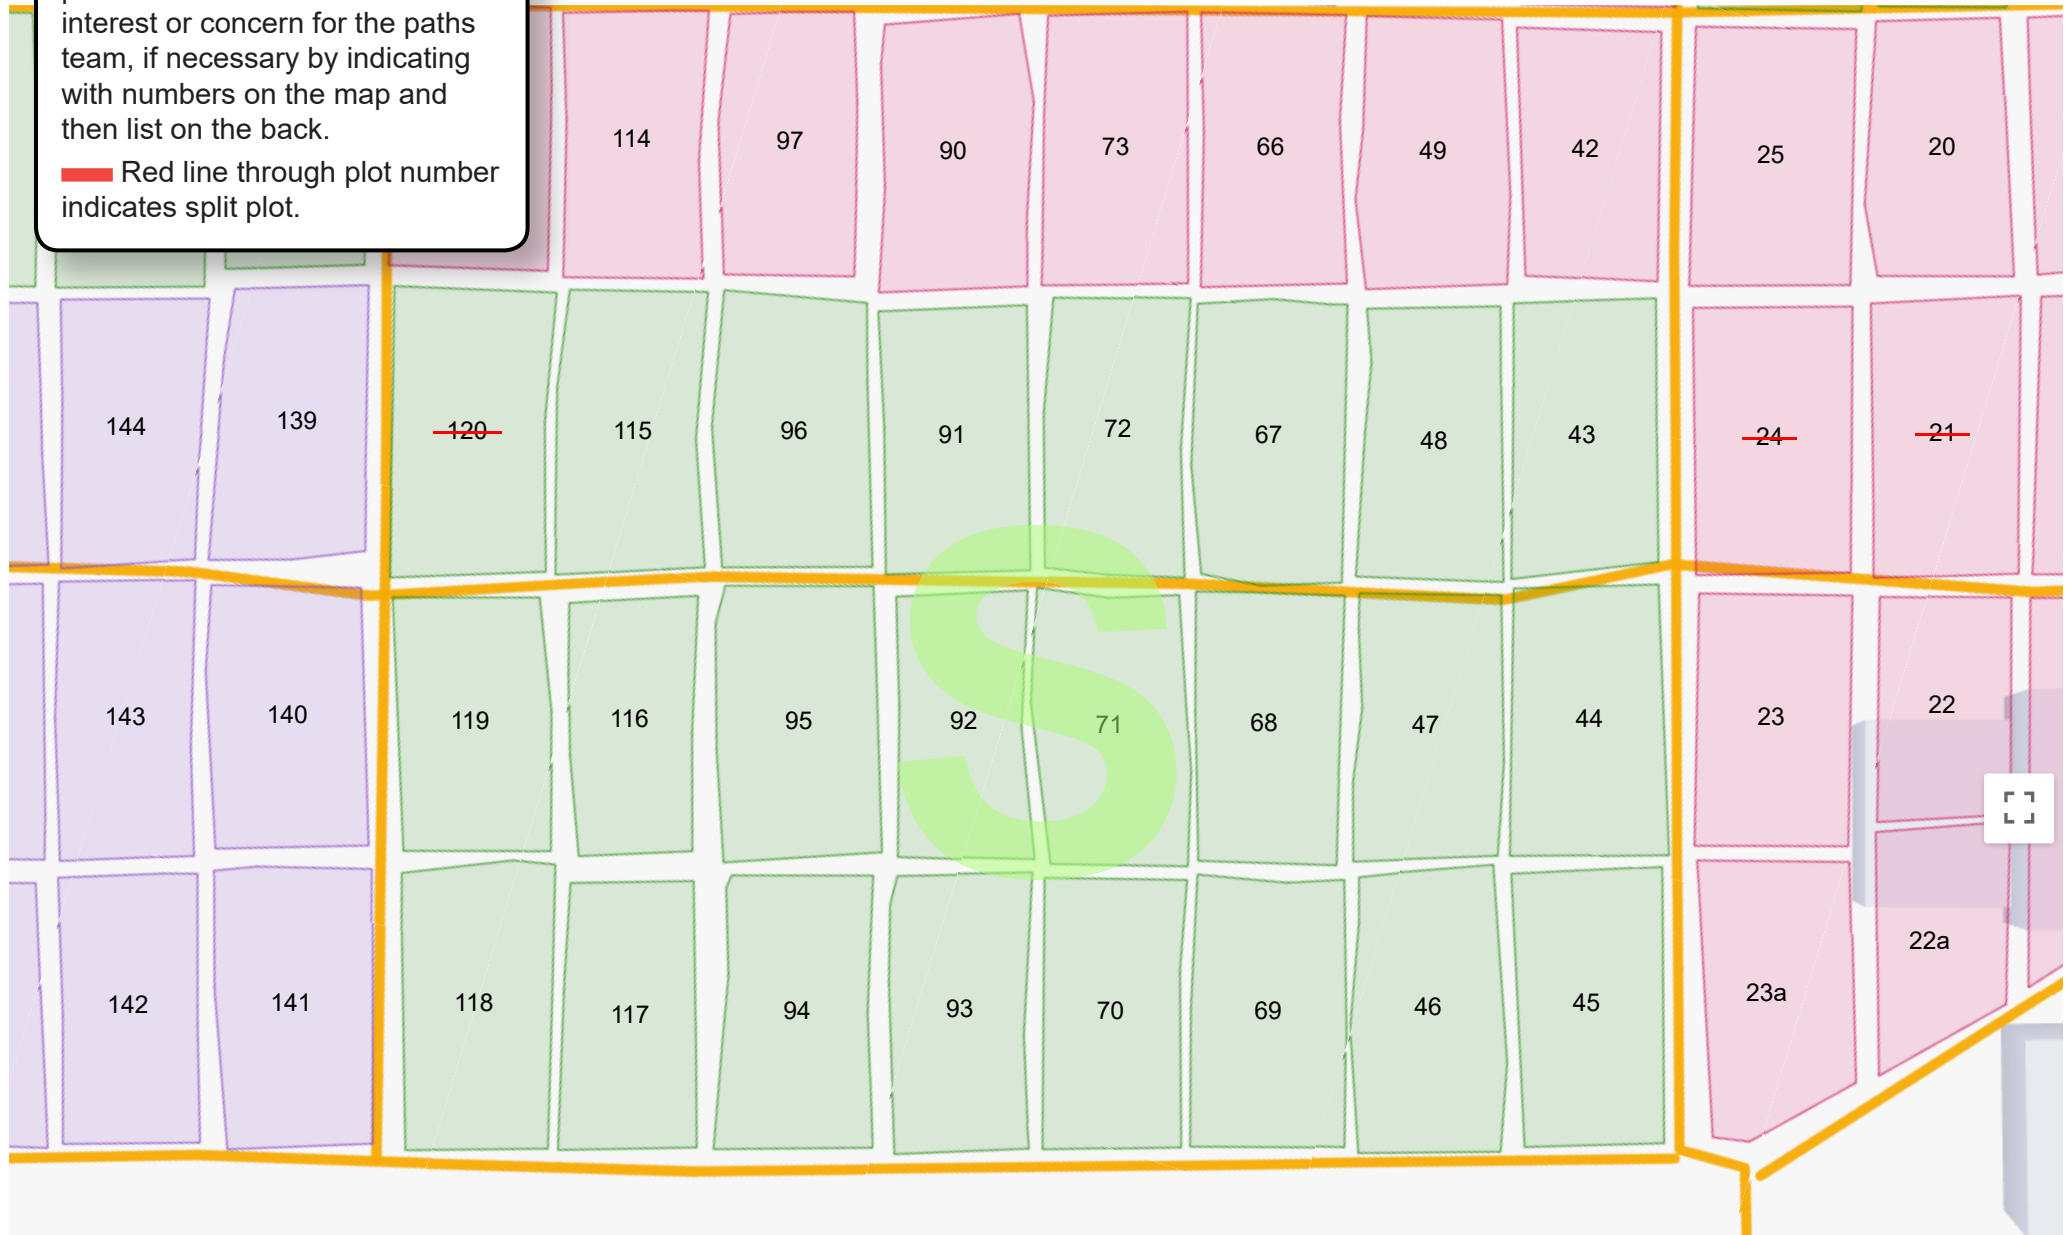 interest or concern for the paths
team, if necessary by indicating
with numbers on the map and
then list on the back.
Red line through plot number
indicates split plot.
114 97 90 73 66 49 42 25 20
144 139 120 115 96 91 72 67 48 43 24 21
143 140 119 116 95 92 71 68 47 44 23 22
S
22a
142 141 118 117 94 93 70 69 46 45 23a